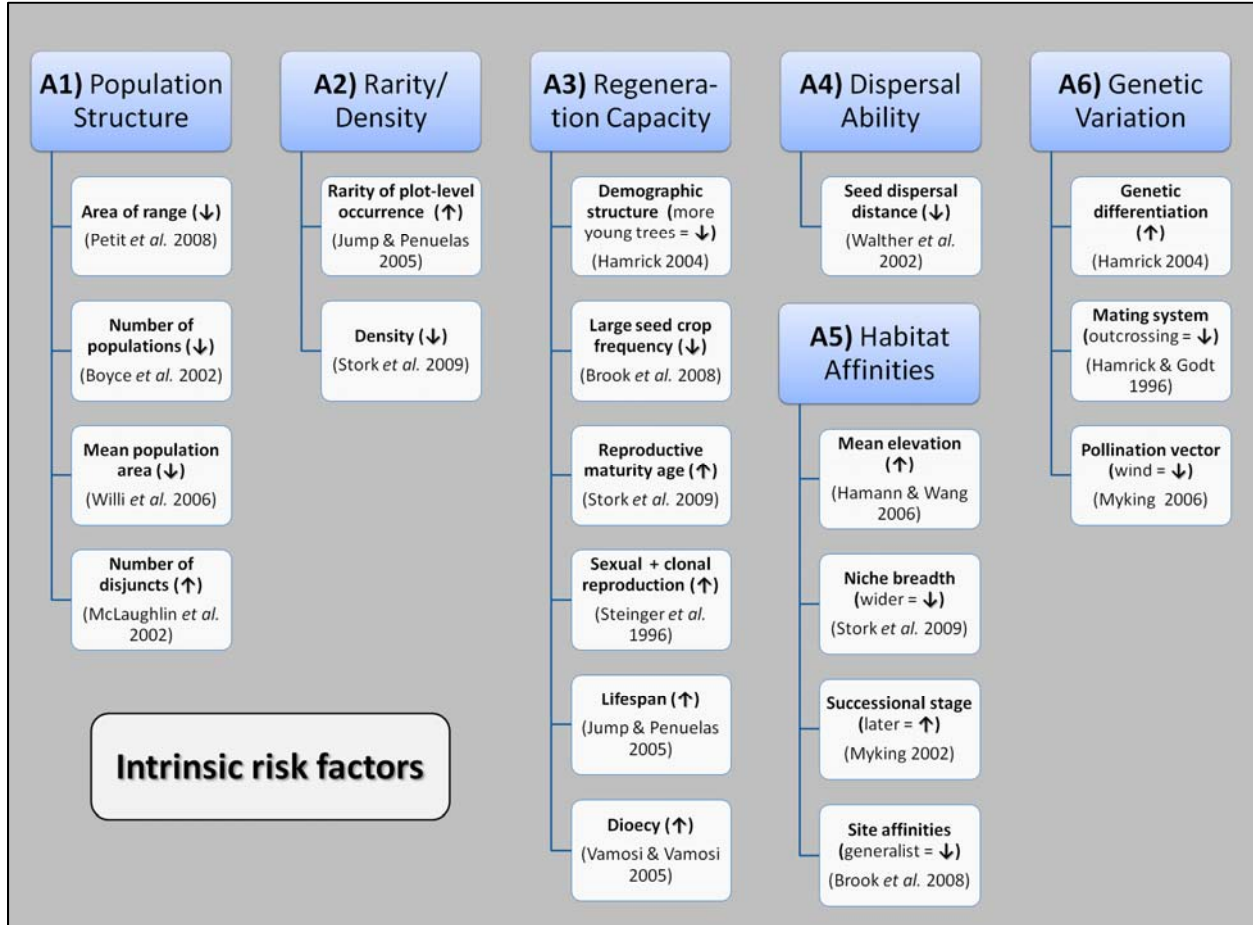 A1) Population
Structure
Area of range (↓)
(Petit et al. 2008)
Number of
populations (↓)
(Boyce et al. 2002)
Mean population
area (↓)
(Willi et al. 2006)
Number of
disjuncts (↑)
(McLaughlin et al.
2002)
A2) Rarity/
Density
Rarity of plot-level
occurrence (↑)
(Jump & Penuelas
2005)
Density (↓)
(Stork et al. 2009)
A3) Regenera-
tion Capacity
Demographic
structure (more
young trees = ↓)
(Hamrick 2004)
Large seed crop
frequency (↓)
(Brook et al. 2008)
Reproductive
maturity age (↑)
(Stork et al. 2009)
Sexual + clonal
reproduction (↑)
(Steinger et al.
1996)
Lifespan (↑)
(Jump & Penuelas
2005)
Dioecy (↑)
(Vamosi & Vamosi
2005)
A4) Dispersal
Ability
Seed dispersal
distance (↓)
(Walther et al.
2002)
A5) Habitat
Affinities
Mean elevation
(↑)
(Hamann & Wang
2006)
Niche breadth
(wider = ↓)
(Stork et al. 2009)
Successional stage
(later = ↑)
(Myking 2002)
Site affinities
(generalist = ↓)
(Brook et al. 2008)
A6) Genetic
Variation
Genetic
differentiation
(↑)
(Hamrick 2004)
Mating system
(outcrossing = ↓)
(Hamrick & Godt
1996)
Pollination vector
(wind = ↓)
(Myking 2006)
Intrinsic risk factors